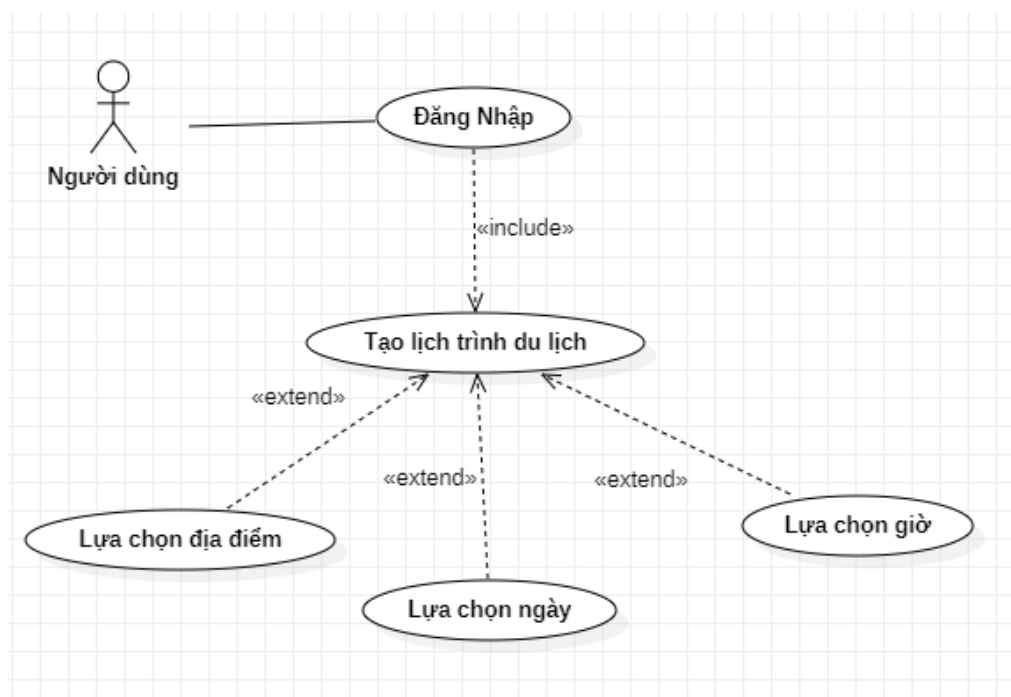 Đăng Nhập
Người dùng
«include»
Tạo lịch trình du lịch
«extend»
«extend»
«extend»
Lựa chọn địa điểm
Lựa chọn giờ
Lựa chọn ngày